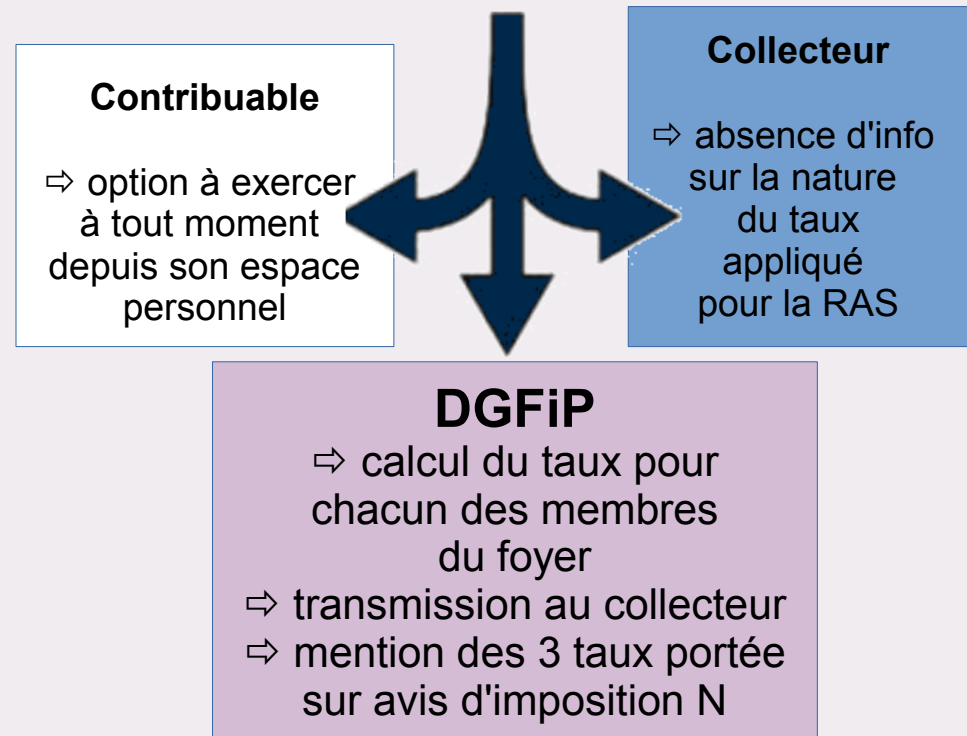 Contribuable
⇨ option à exercer
à tout moment
depuis son espace
personnel
Collecteur
⇨ absence d'info
sur la nature
du taux
appliqué
pour la RAS
DGFiP
⇨ calcul du taux pour
chacun des membres
du foyer
⇨ transmission au collecteur
⇨ mention des 3 taux portée
sur avis d'imposition N